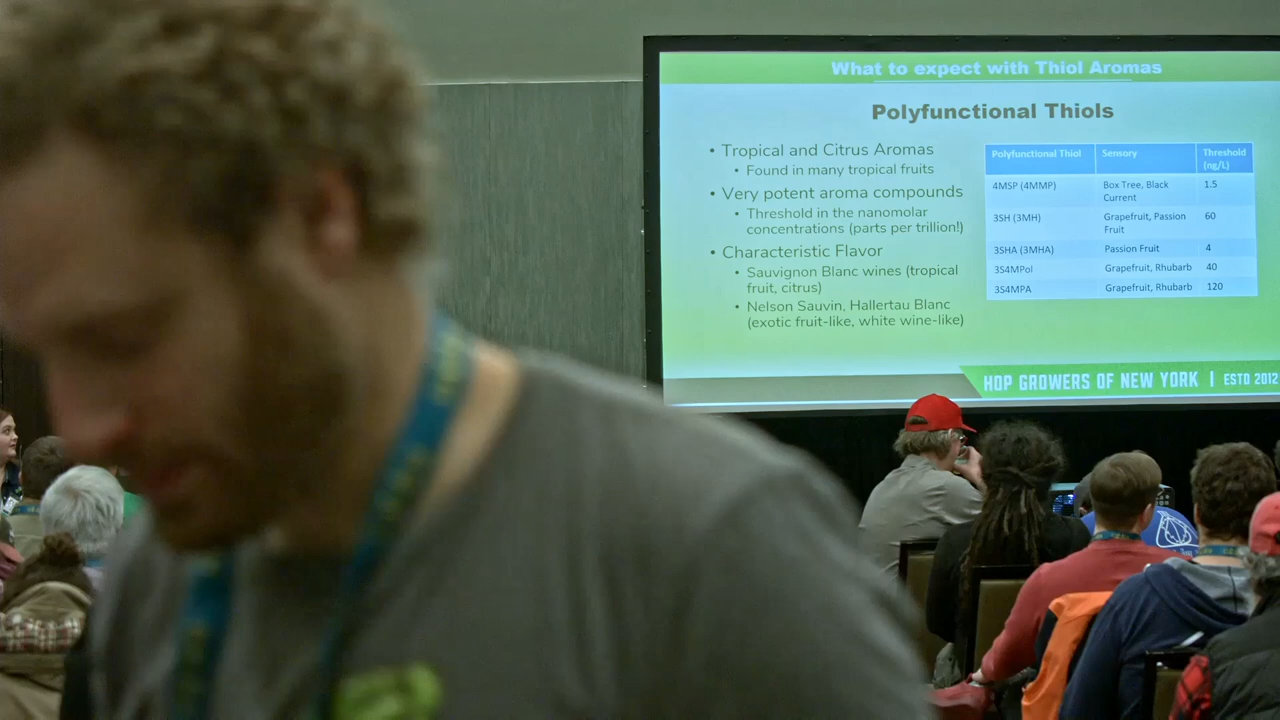 What to expect with Thiol Aromas
Polyfunctional Thiols
• Tropical and Citrus Aromas
• Found in many tropical fruits
• Very potent aroma compounds
• Threshold in the nanomolar
concentrations (parts per trillion!)
• Characteristic Flavor
• Sauvignon Blanc wines (tropical
fruit, citrus)
• Nelson Sauvin, Hallertau Blanc
(exotic fruit-like, white wine-like)
Polyfunctional Thiol Sensory Threshold
(ng/L)
4MSP (4MMP) Box Tree, Black 1.5
Current
3SH (3MH) Grapefruit, Passion 60
Fruit
3SHA (3MHA) Passion Fruit 4
3S4MPol Grapefruit, Rhubarb 40
3S4MPA Grapefruit, Rhubarb 120
HOP GROWERS OF NEW YORK | ESTD 2012